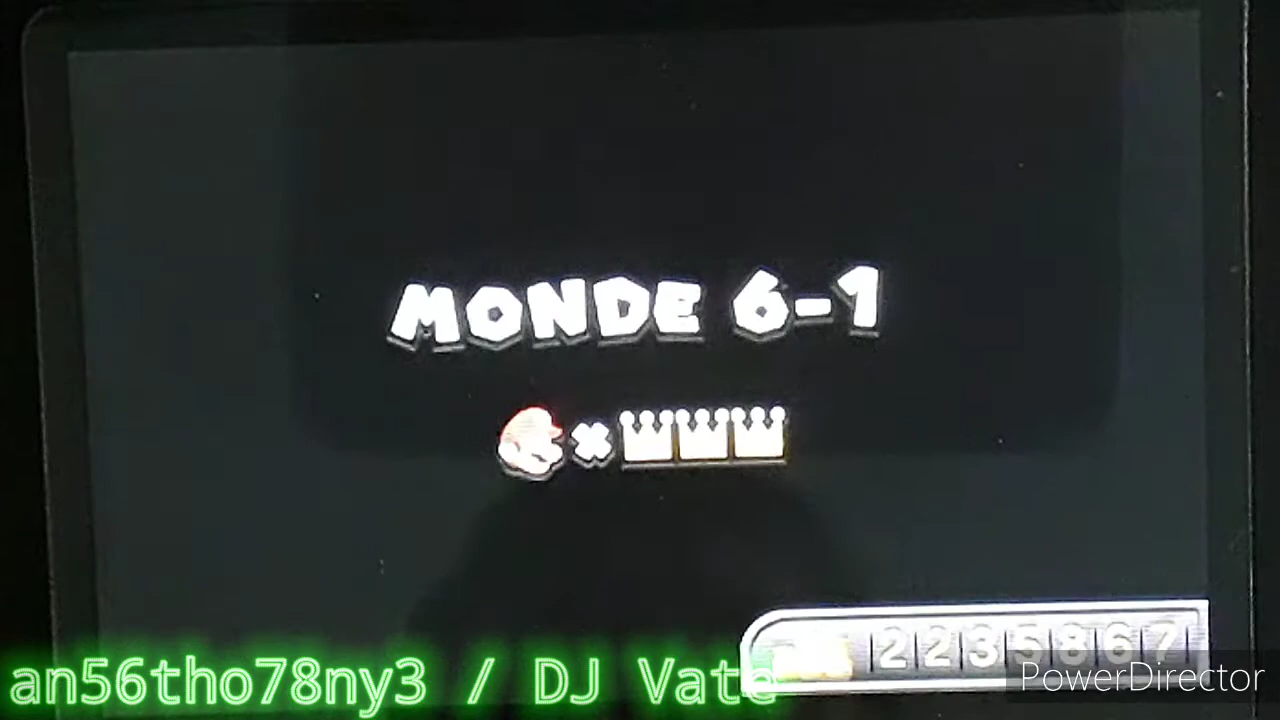 MONDE 6-1
×
2235867
an56tho78ny3 / DJ Vate
PowerDirector